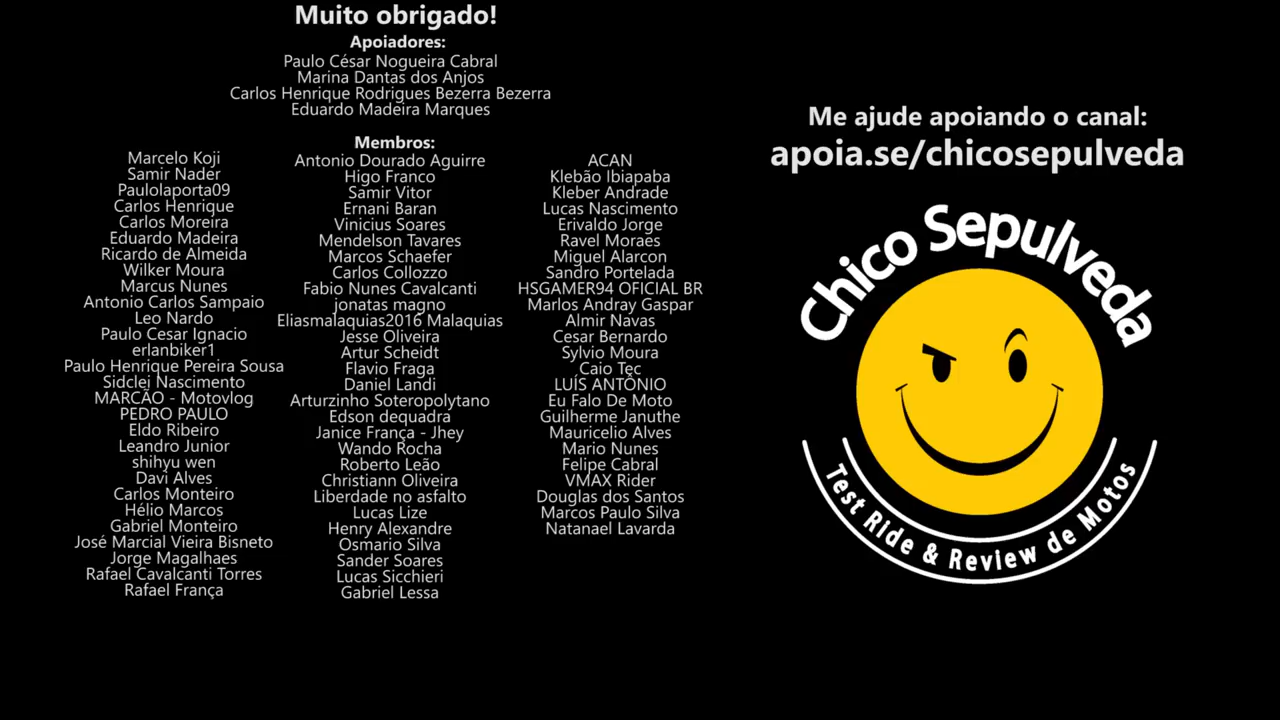 Muito obrigado!
Apoiadores:
Paulo César Nogueira Cabral
Marina Dantas dos Anjos
Carlos Henrique Rodrigues Bezerra Bezerra
Eduardo Madeira Marques
Membros:
Marcelo Koji
Samir Nader
Paulolaporta09
Carlos Henrique
Carlos Moreira
Eduardo Madeira
Ricardo de Almeida
Wilker Moura
Marcus Nunes
Antonio Carlos Sampaio
Leo Nardo
Paulo Cesar Ignacio
erlanbiker1
Paulo Henrique Pereira Sousa
Sidclei Nascimento
MARCÃO - Motovlog
PEDRO PAULO
Eldo Ribeiro
Leandro Junior
shihyu wen
Davi Alves
Carlos Monteiro
Hélio Marcos
Gabriel Monteiro
José Marcial Vieira Bisneto
Jorge Magalhaes
Rafael Cavalcanti Torres
Rafael França
Antonio Dourado Aguirre
Higo Franco
Samir Vitor
Ernani Baran
Vinicius Soares
Mendelson Tavares
Marcos Schaefer
Carlos Collozzo
Fabio Nunes Cavalcanti
jonatas magno
Eliasmalaquias2016 Malaquias
Jesse Oliveira
Artur Scheidt
Flavio Fraga
Daniel Landi
Arturzinho Soteropolytano
Edson dequadra
Janice França - Jhey
Wando Rocha
Roberto Leão
Christiann Oliveira
Liberdade no asfalto
Lucas Lize
Henry Alexandre
Osmario Silva
Sander Soares
Lucas Sicchieri
Gabriel Lessa
ACAN
Klebão Ibiapaba
Kleber Andrade
Lucas Nascimento
Erivaldo Jorge
Ravel Moraes
Miguel Alarcon
Sandro Portelada
HSGAMER94 OFICIAL BR
Marlos Andray Gaspar
Almir Navas
Cesar Bernardo
Sylvio Moura
Caio Tec
LUÍS ANTÔNIO
Eu Falo De Moto
Guilherme Januthe
Mauricelio Alves
Mario Nunes
Felipe Cabral
VMAX Rider
Douglas dos Santos
Marcos Paulo Silva
Natanael Lavarda
Me ajude apoiando o canal:
apoia.se/chicosepulveda
Chico Sepulveda
Test Ride & Review de Motos